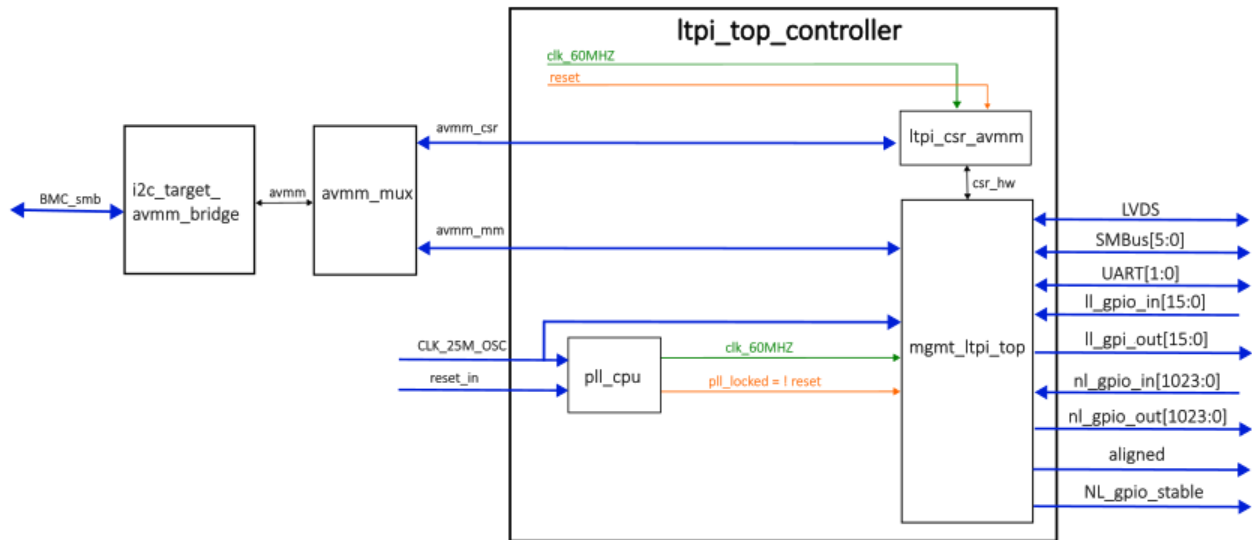 ltpi_top_controller
clk_60MHZ
reset
avmm_csr
ltpi_csr_avmm
i2c_target_
avmm_bridge
avmm
avmm_mux
BMC_smb
csr_hw
avmm_mm
LVDS
SMBus[5:0]
UART[1:0]
ll_gpio_in[15:0]
CLK_25M_OSC
clk_60MHZ
mgmt_ltpi_top
ll_gpi_out[15:0]
reset_in
pll_cpu
pll_locked = ! reset
nl_gpio_in[1023:0]
nl_gpio_out[1023:0]
aligned
NL_gpio_stable